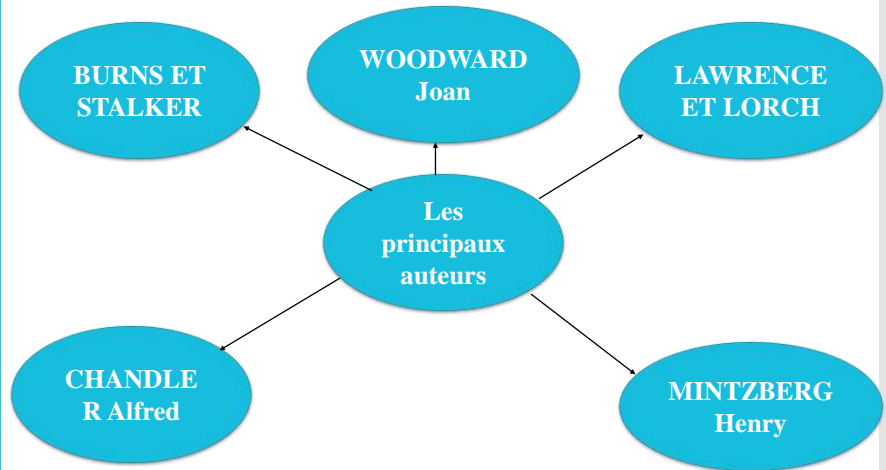 BURNS ET
STALKER
WOODWARD
Joan
LAWRENCE
ET LORCH
Les
principaux
auteurs
CHANDLE
R Alfred
MINTZBERG
Henry